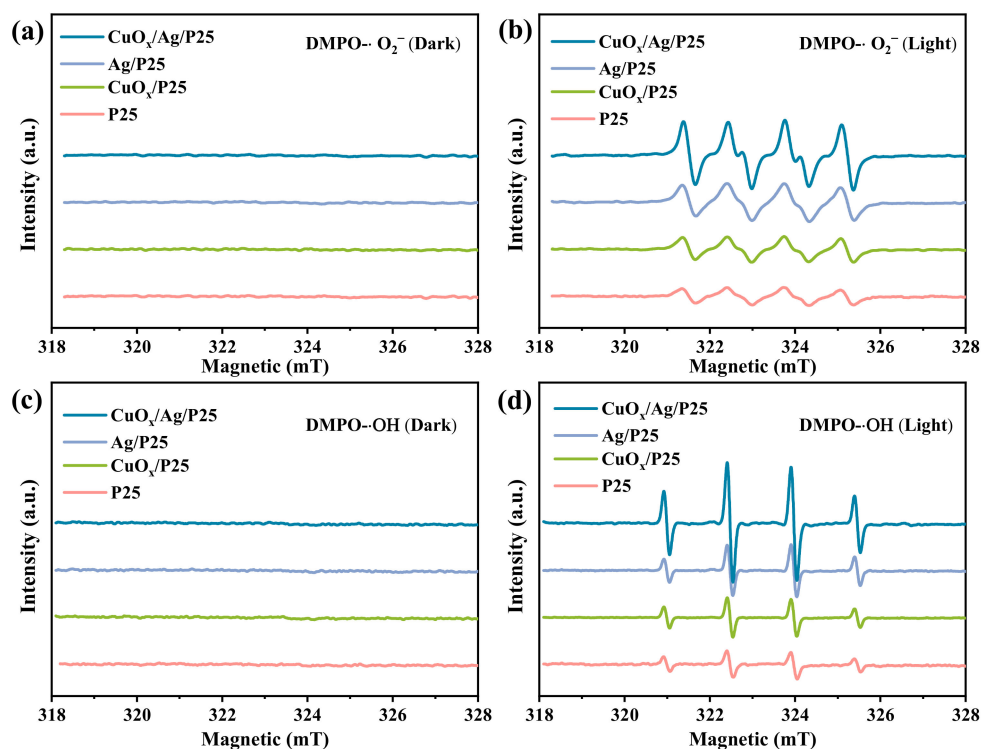 (a)
CuOₓ/Ag/P25
Ag/P25
CuOₓ/P25
P25
DMPO-· O₂⁻ (Dark)
Intensity (a.u.)
318 320 322 324 326 328
Magnetic (mT)
(b)
CuOₓ/Ag/P25
Ag/P25
CuOₓ/P25
P25
DMPO-· O₂⁻ (Light)
Intensity (a.u.)
318 320 322 324 326 328
Magnetic (mT)
(c)
CuOₓ/Ag/P25
Ag/P25
CuOₓ/P25
P25
DMPO-·OH (Dark)
Intensity (a.u.)
318 320 322 324 326 328
Magnetic (mT)
(d)
CuOₓ/Ag/P25
Ag/P25
CuOₓ/P25
P25
DMPO-·OH (Light)
Intensity (a.u.)
318 320 322 324 326 328
Magnetic (mT)